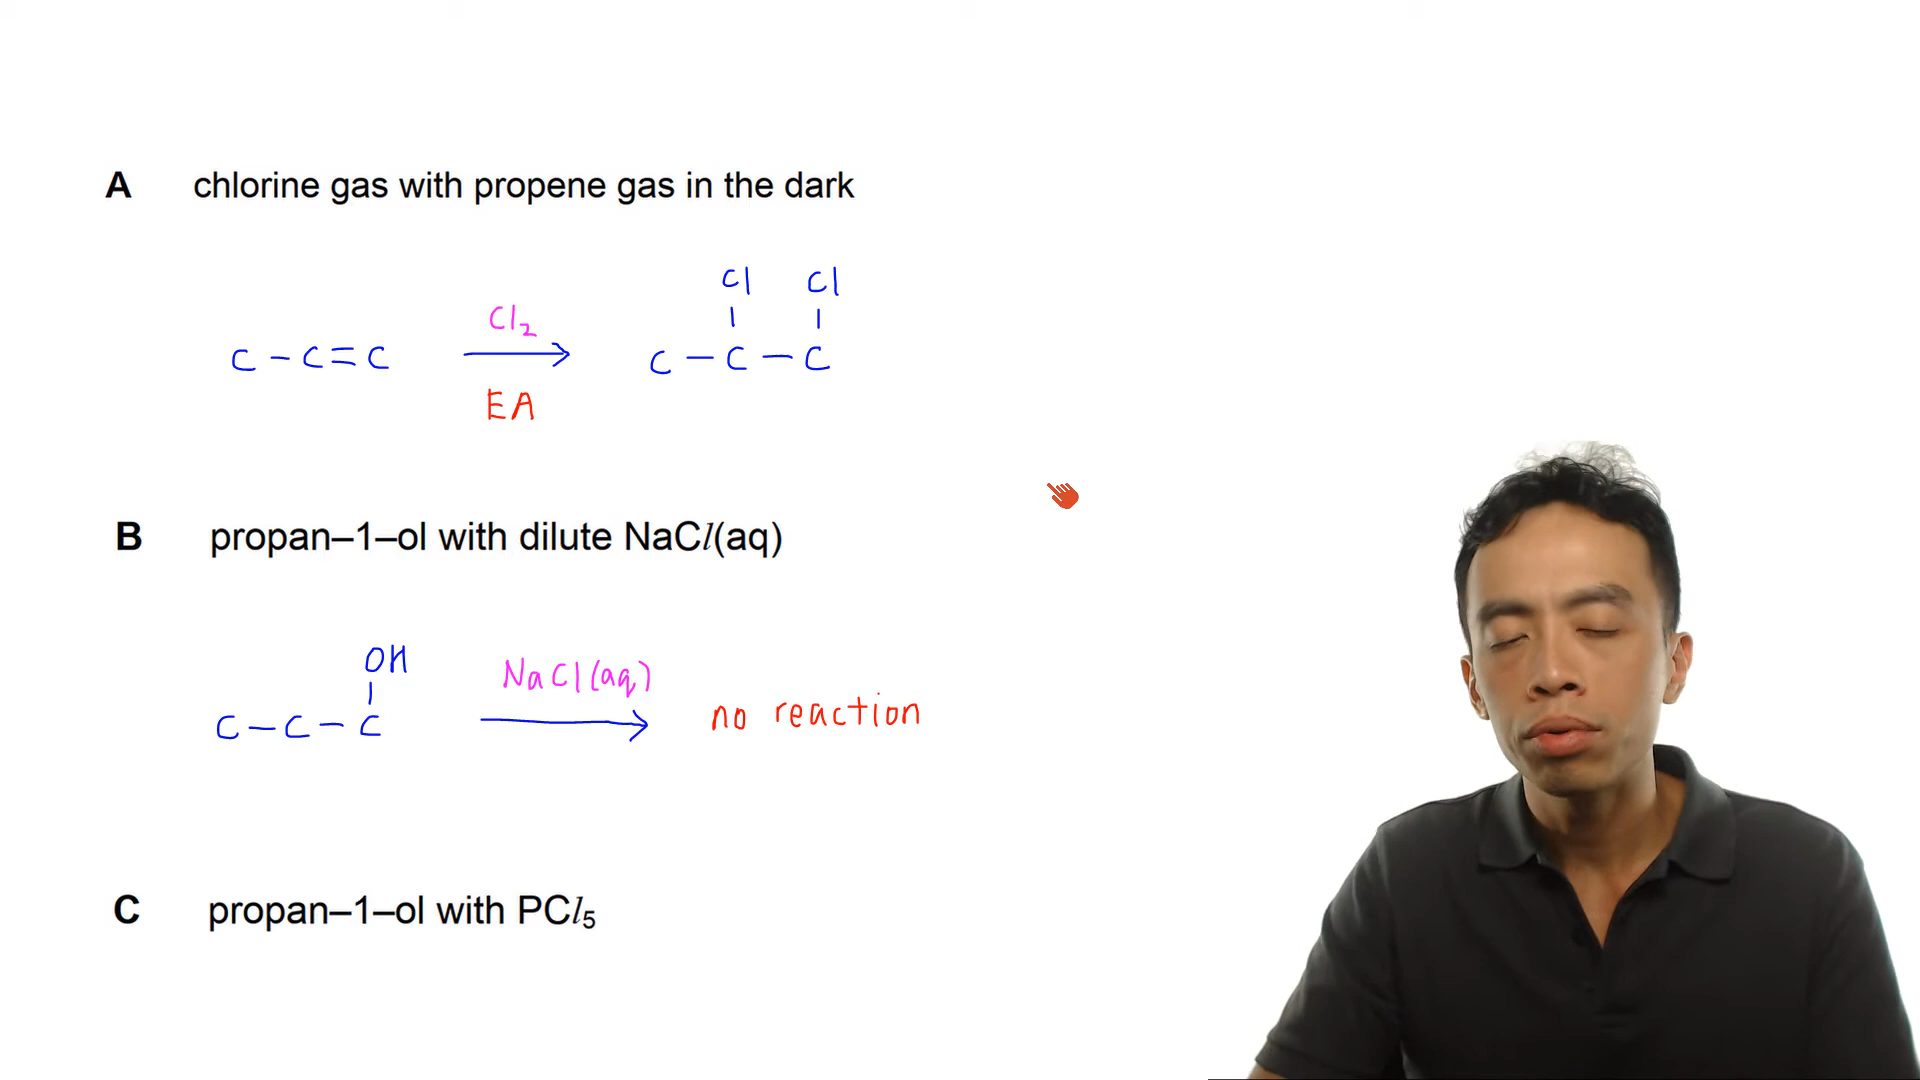 A chlorine gas with propene gas in the dark
Cl Cl
Cl₂
C – C = C → C – C – C
EA
B propan–1–ol with dilute NaCl(aq)
OH
NaCl(aq)
C – C – C → no reaction
C propan–1–ol with PCl₅